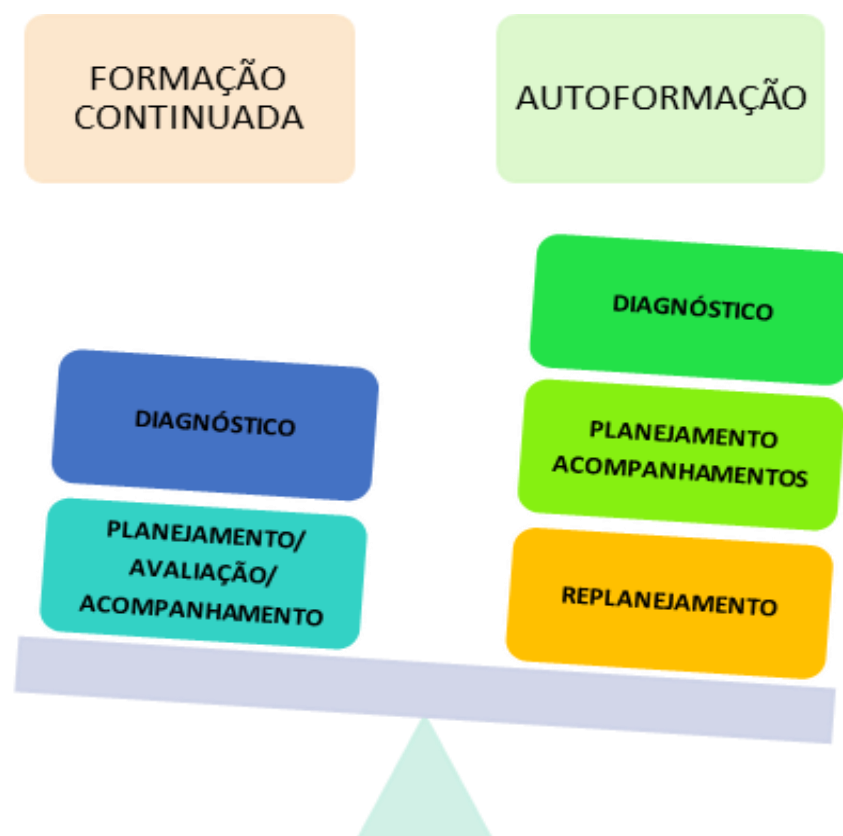 FORMAÇÃO
CONTINUADA
AUTOFORMAÇÃO
DIAGNÓSTICO
PLANEJAMENTO/
AVALIAÇÃO/
ACOMPANHAMENTO
DIAGNÓSTICO
PLANEJAMENTO
ACOMPANHAMENTOS
REPLANEJAMENTO